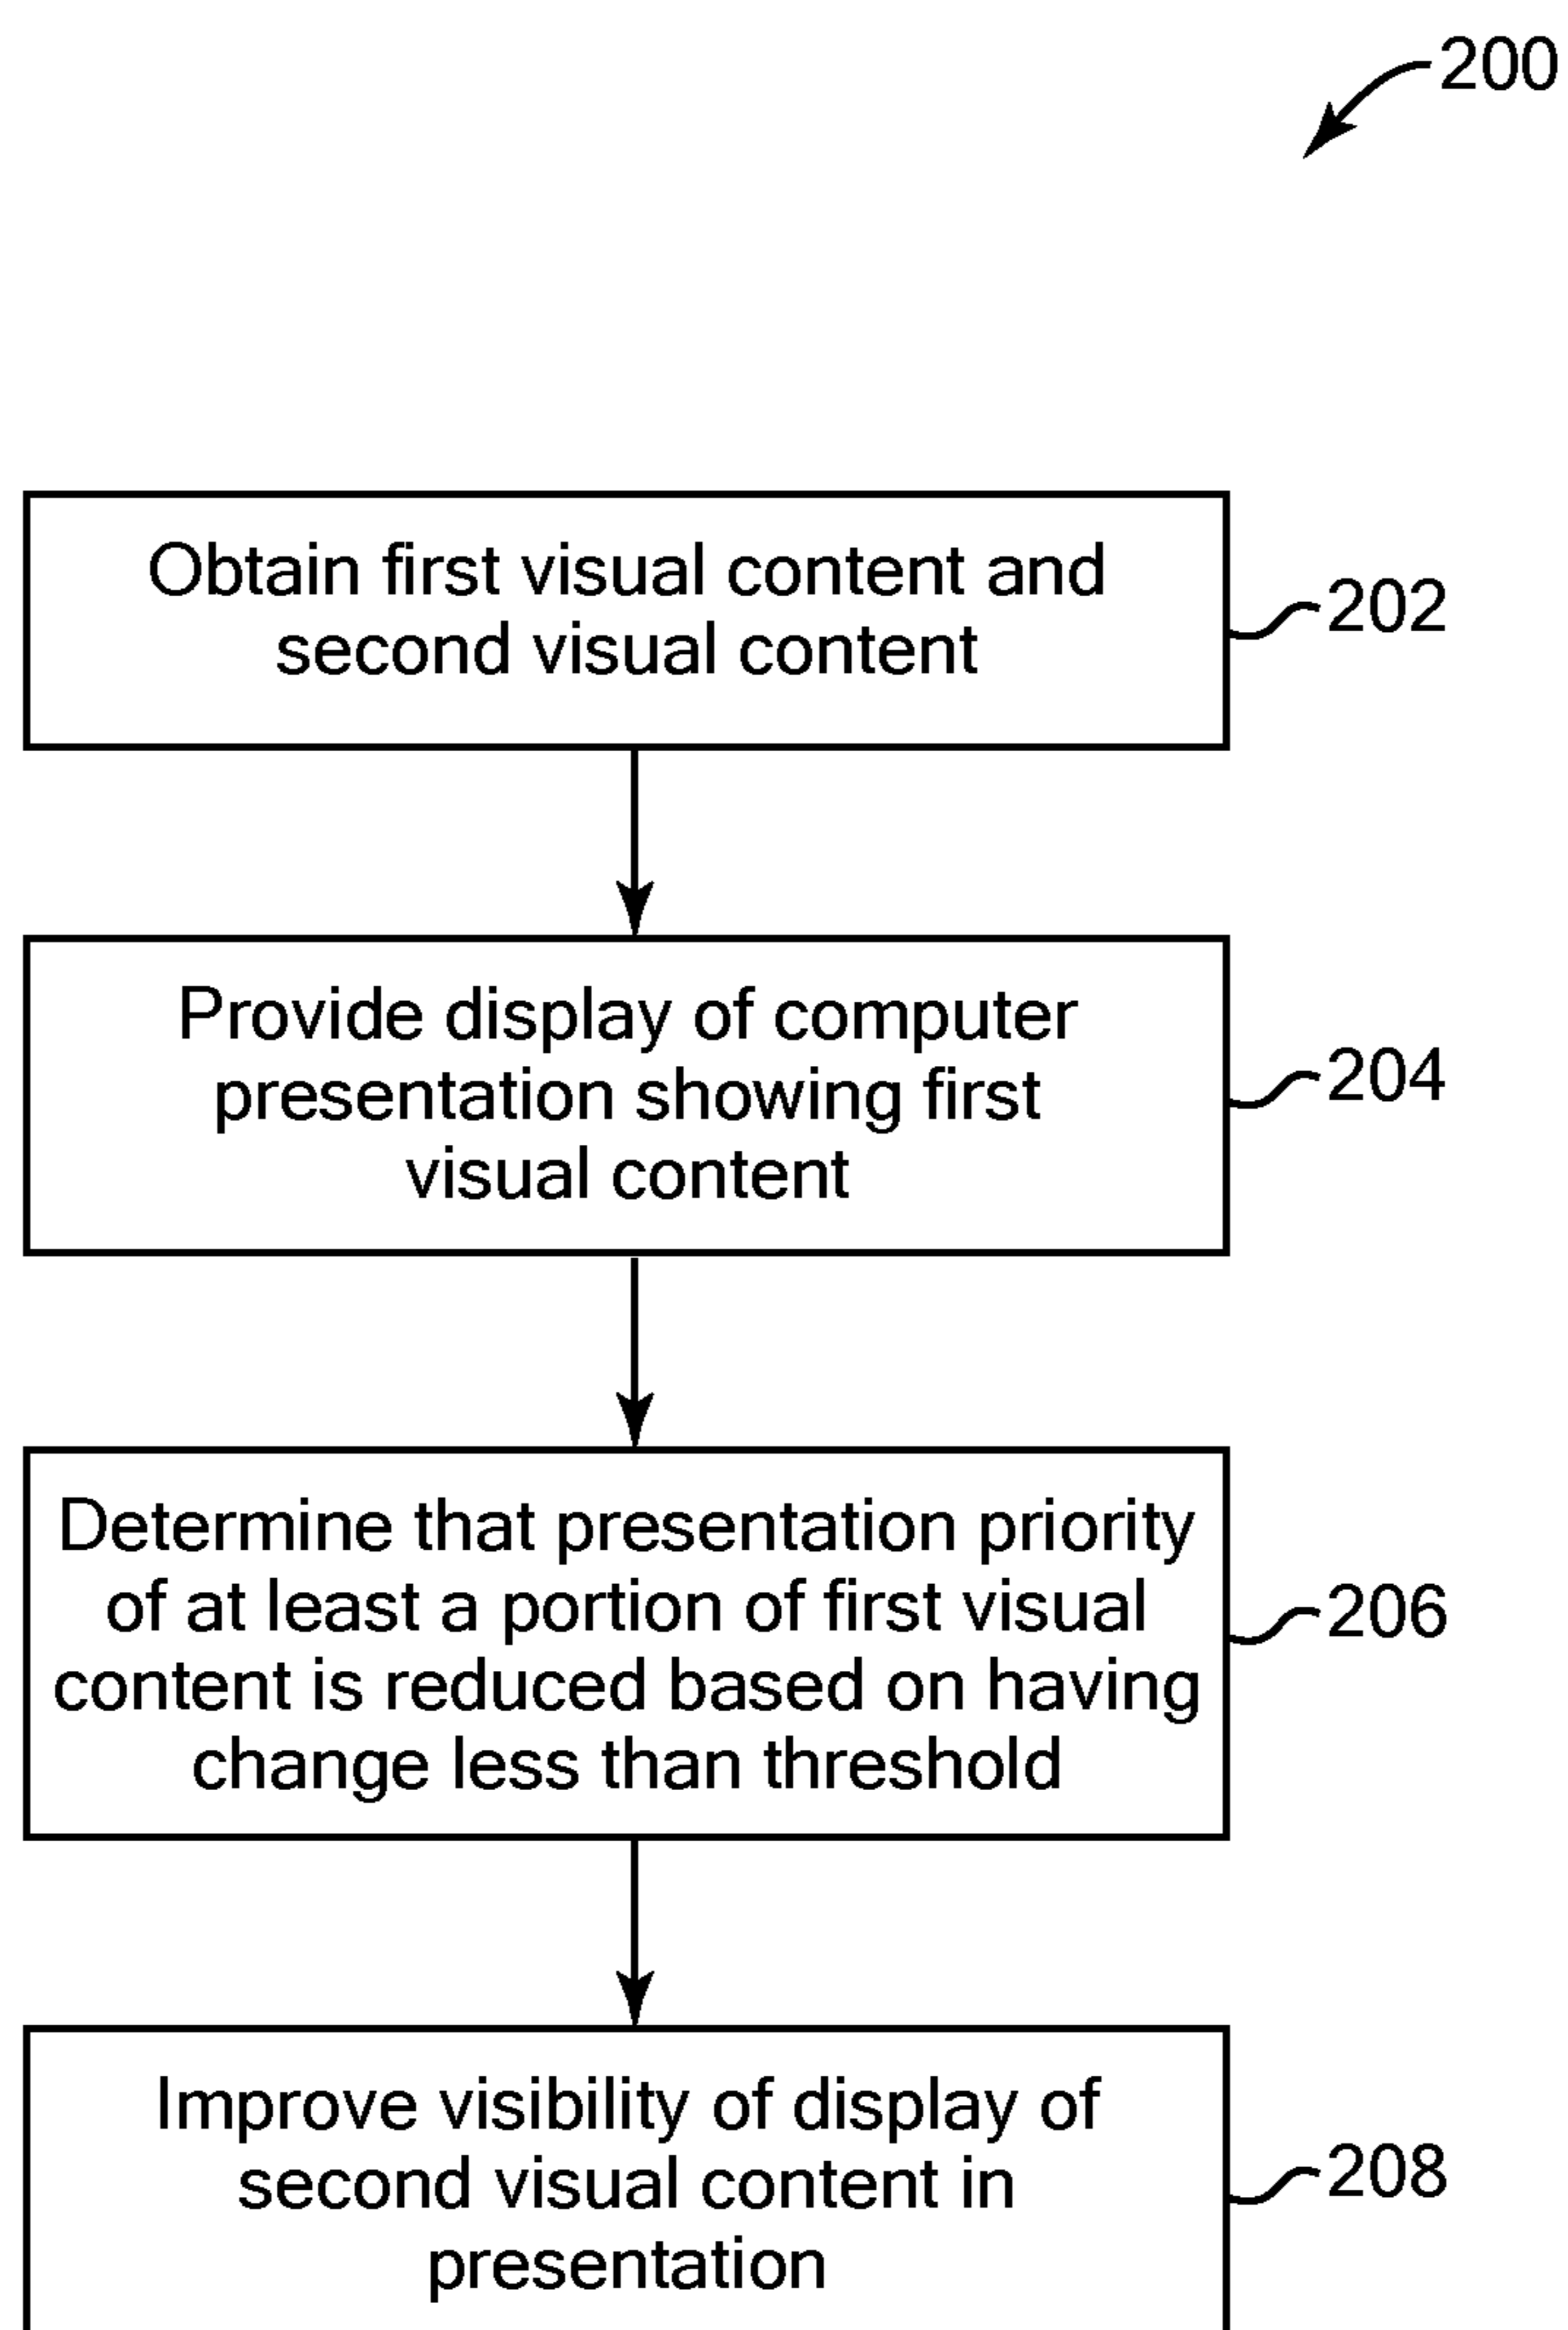 200
Obtain first visual content and
second visual content
202
Provide display of computer
presentation showing first
visual content
204
Determine that presentation priority
of at least a portion of first visual
content is reduced based on having
change less than threshold
206
Improve visibility of display of
second visual content in
presentation
208